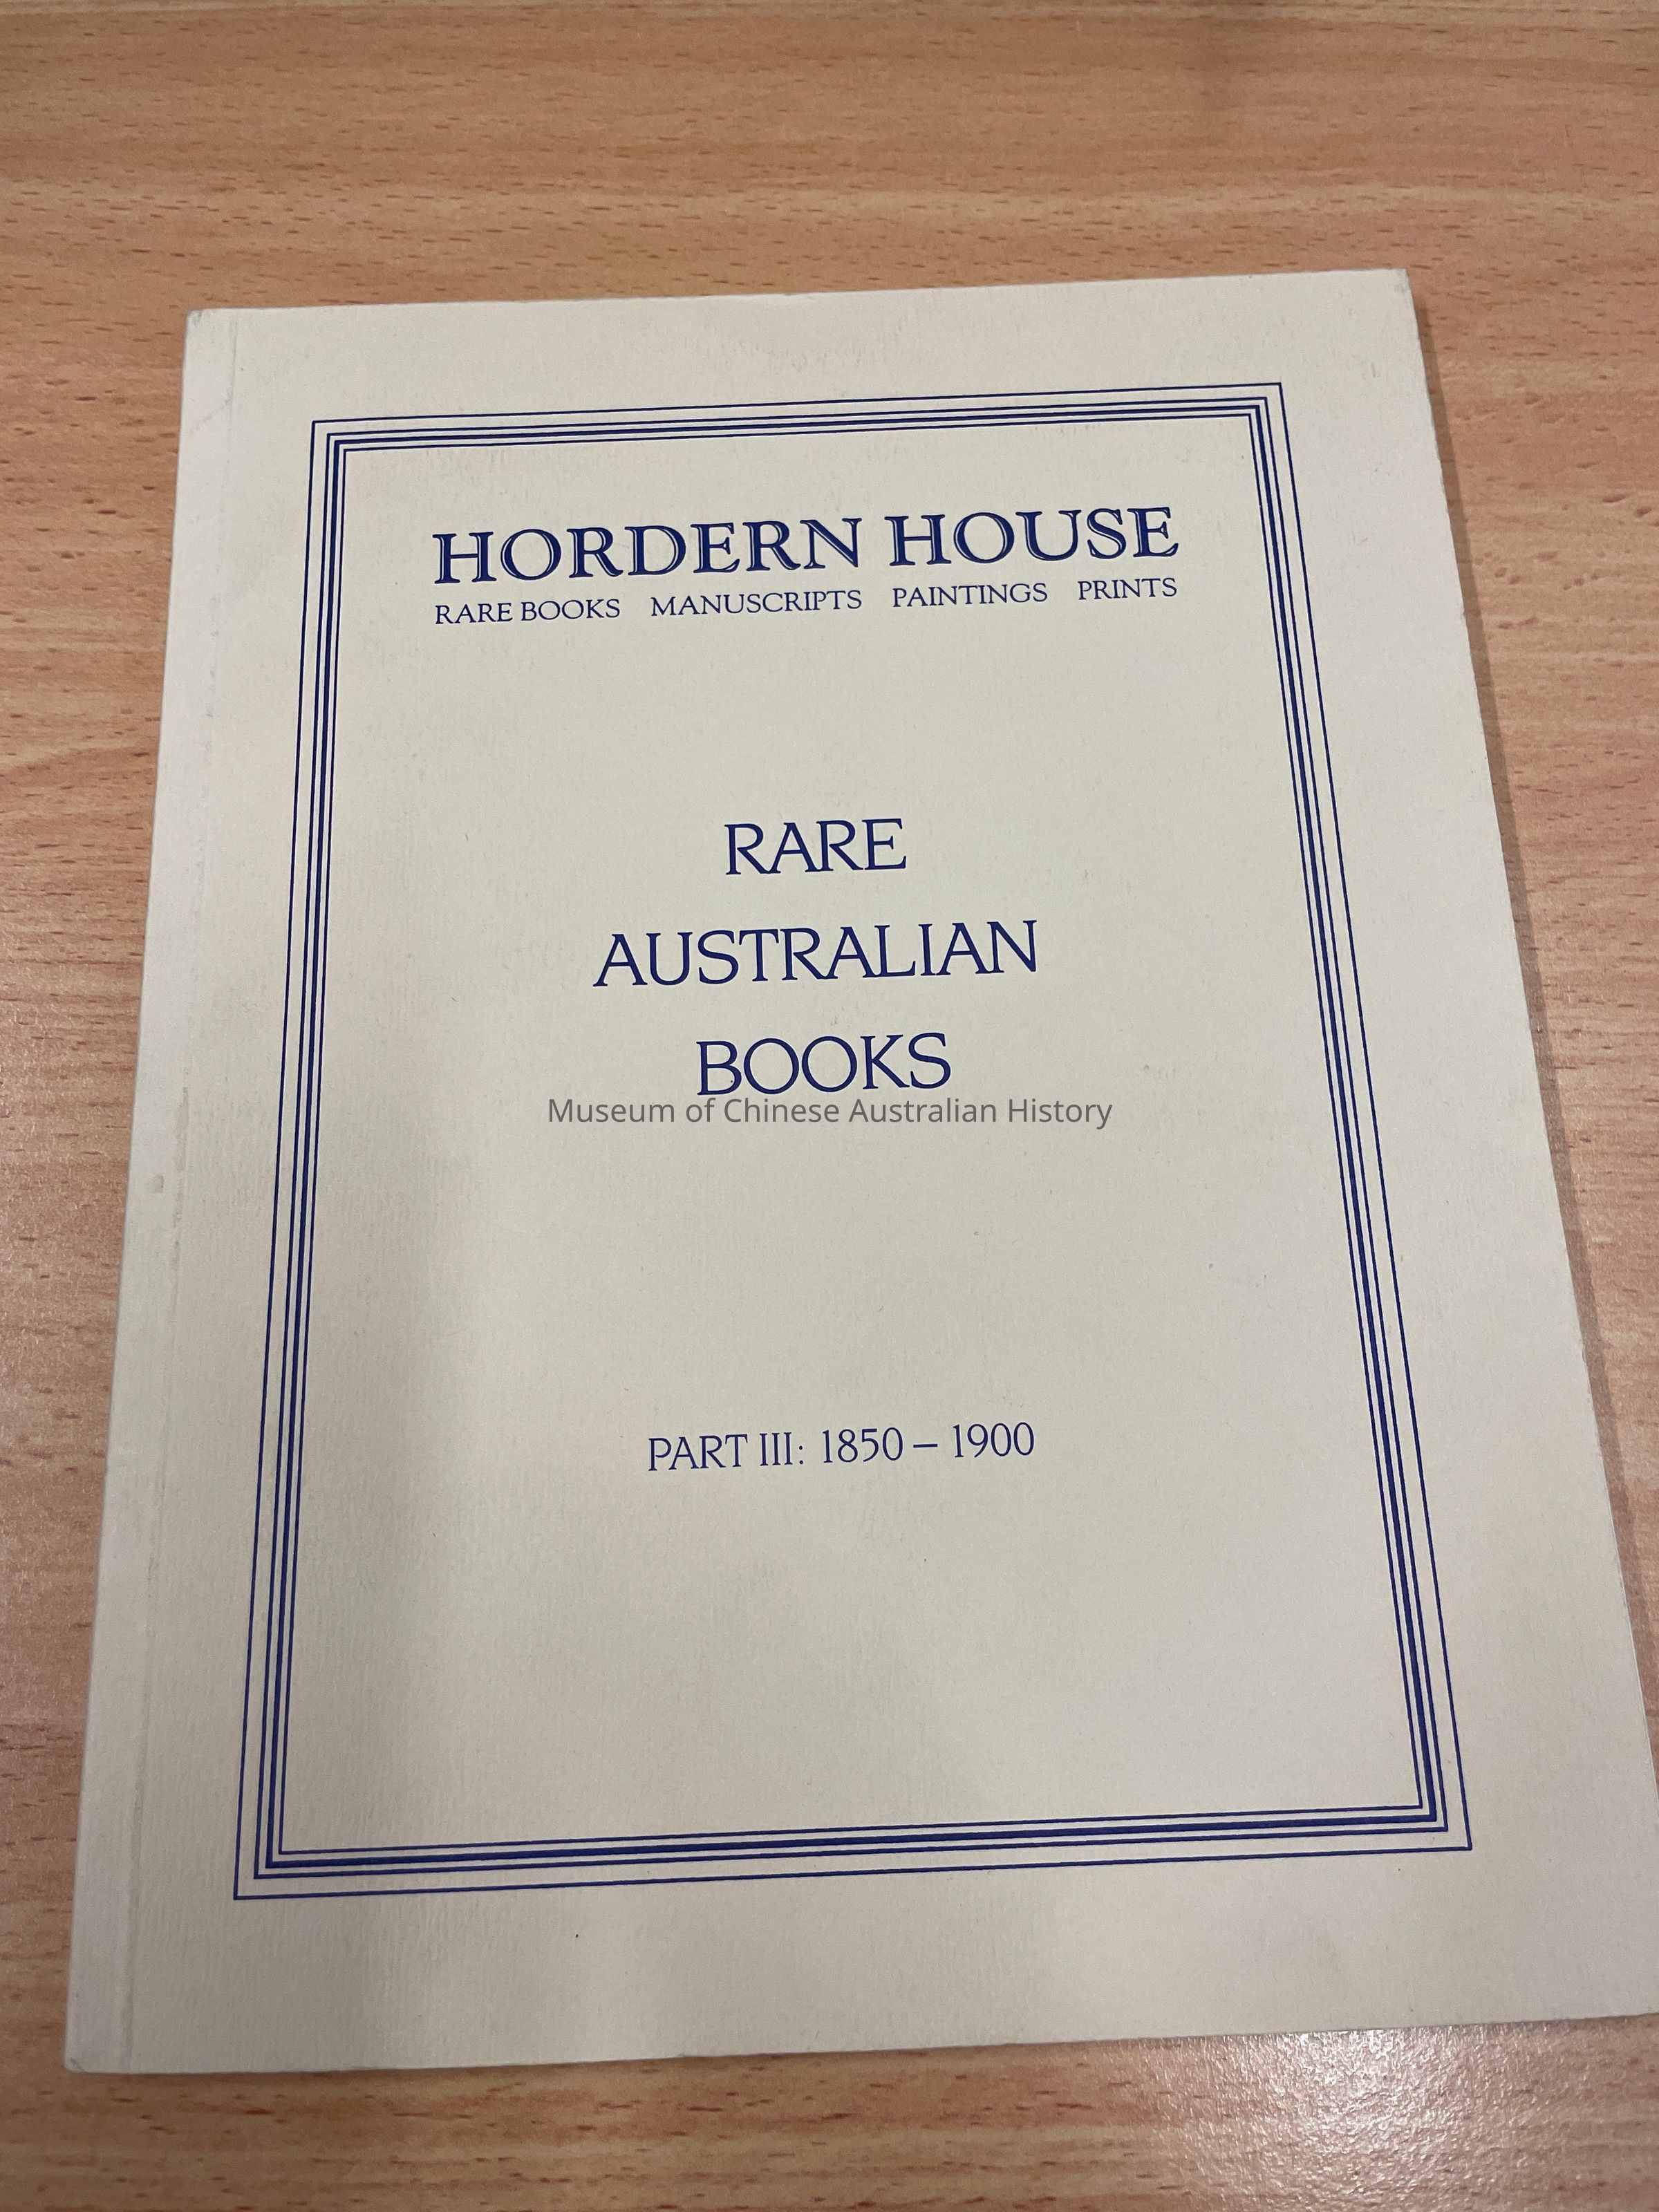 HORDERN HOUSE
RARE BOOKS MANUSCRIPTS PAINTINGS PRINTS
RARE
AUSTRALIAN
BOOKS
Museum of Chinese Australian History
PART III: 1850 – 1900